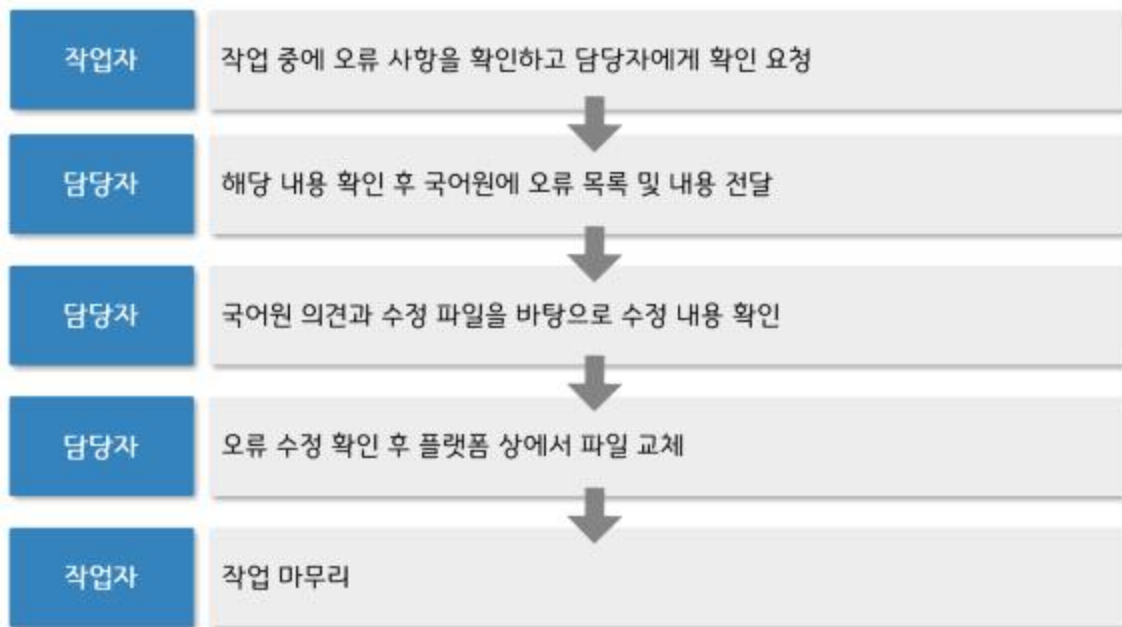 작업자
작업 중에 오류 사항을 확인하고 담당자에게 확인 요청
담당자
해당 내용 확인 후 국어원에 오류 목록 및 내용 전달
담당자
국어원 의견과 수정 파일을 바탕으로 수정 내용 확인
담당자
오류 수정 확인 후 플랫폼 상에서 파일 교체
작업자
작업 마무리